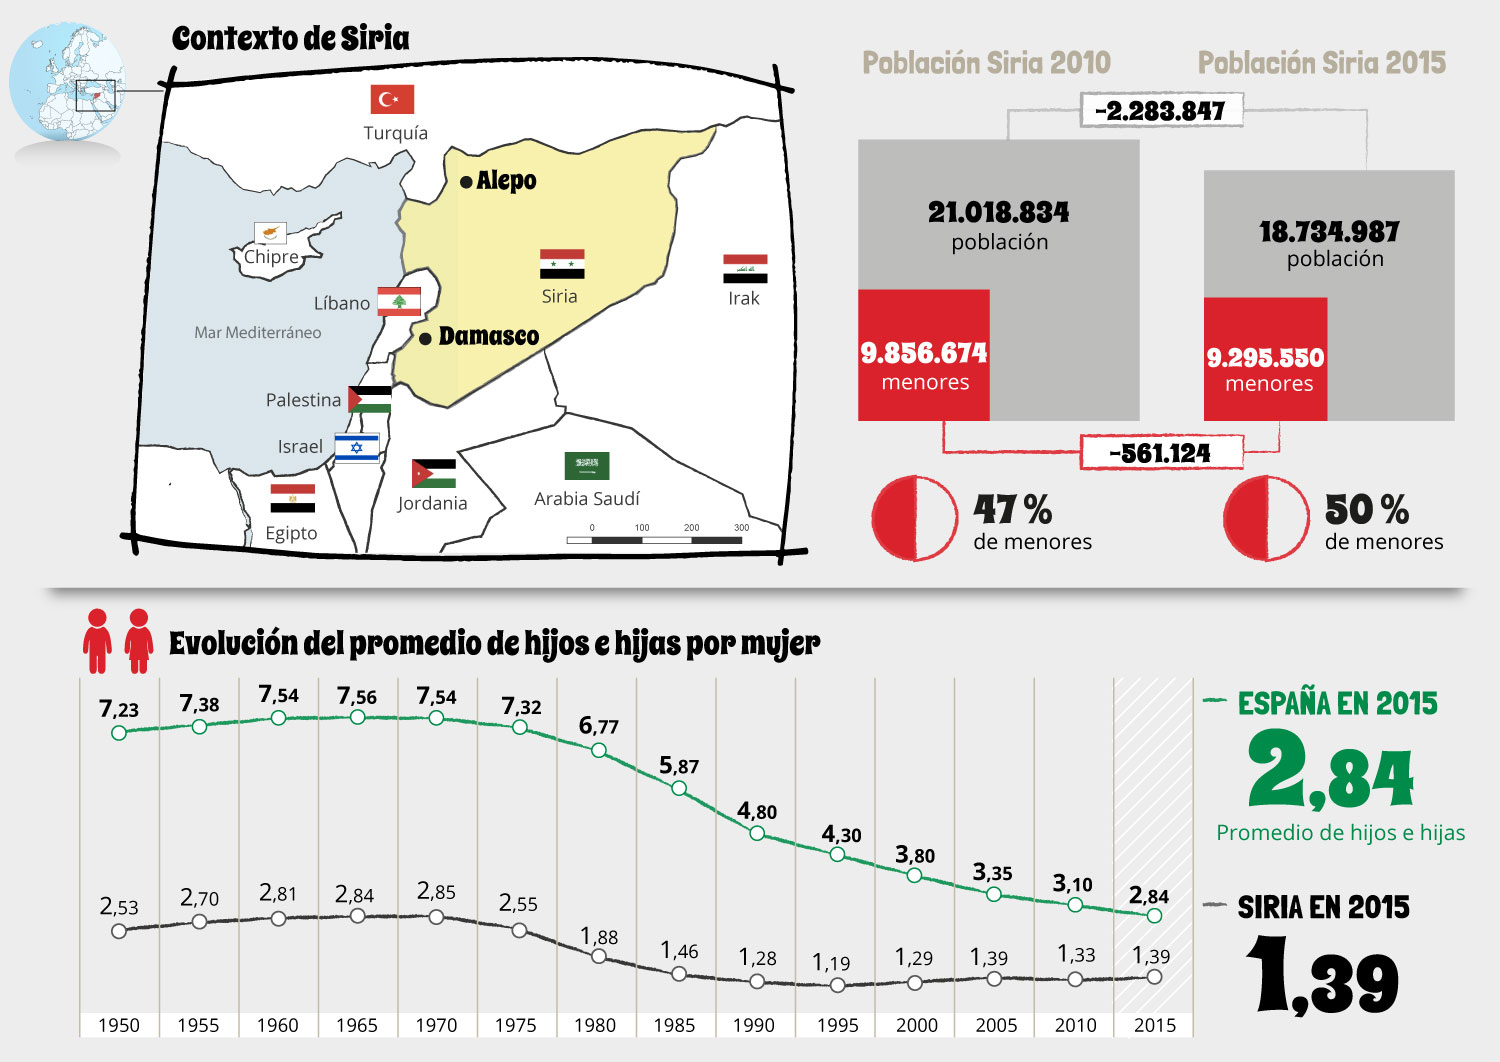 Contexto de Siria
Turquía
Alepo
Chipre
Siria
Irak
Líbano
Mar Mediterráneo
Damasco
Palestina
Israel
Jordania
Arabia Saudí
Egipto
0 100 200 300
Población Siria 2010
Población Siria 2015
-2.283.847
21.018.834
población
18.734.987
población
9.856.674
menores
9.295.550
menores
-561.124
47 %
de menores
50 %
de menores
Evolución del promedio de hijos e hijas por mujer
7,23 7,38 7,54 7,56 7,54 7,32 6,77 5,87 4,80 4,30 3,80 3,35 3,10 2,84
2,53 2,70 2,81 2,84 2,85 2,55 1,88 1,46 1,28 1,19 1,29 1,39 1,33 1,39
1950 1955 1960 1965 1970 1975 1980 1985 1990 1995 2000 2005 2010 2015
ESPAÑA EN 2015
2,84
Promedio de hijos e hijas
SIRIA EN 2015
1,39